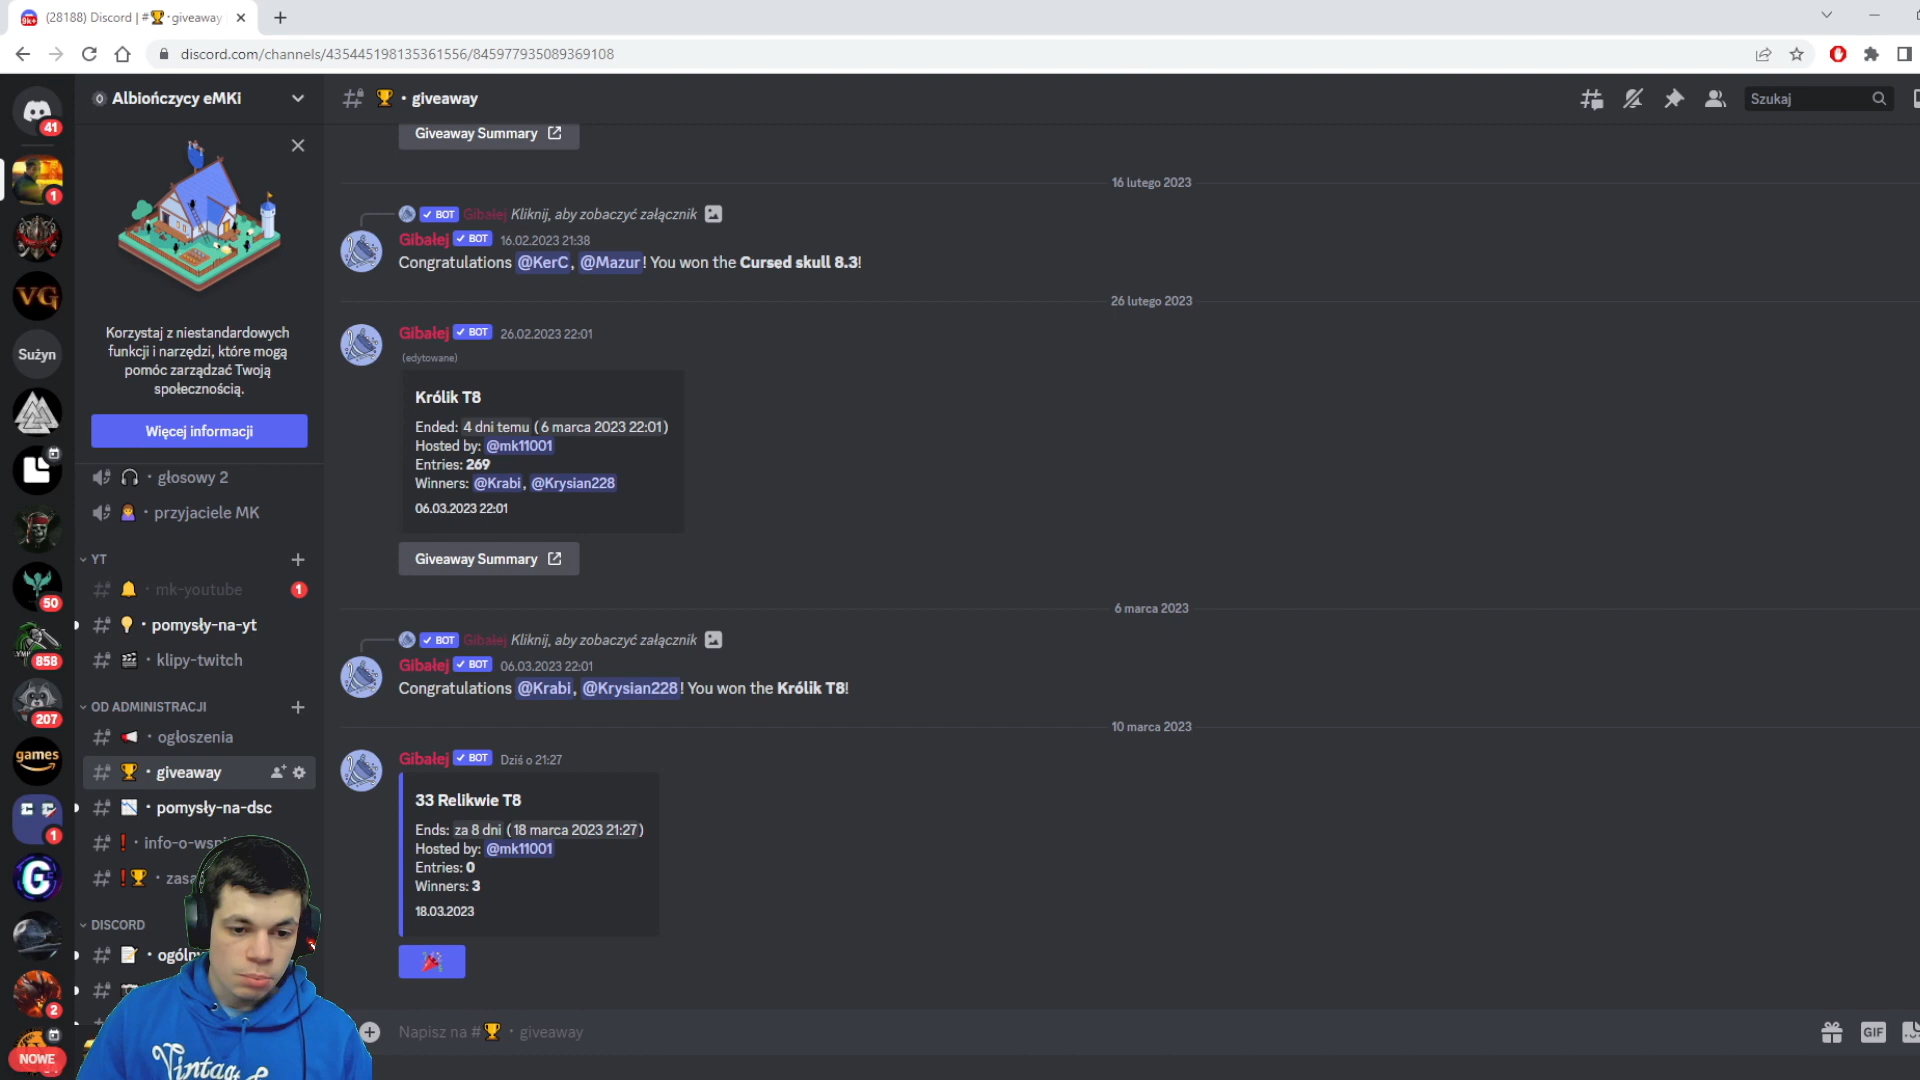 (28188) Discord | #🏆・giveaway
discord.com/channels/435445198135361556/845977935089369108
Albiończycy eMKi
#🏆・giveaway
Szukaj
41
1
VG
Sużyn
50
858
207
games
1
G
2
NOWE
Korzystaj z niestandardowych
funkcji i narzędzi, które mogą
pomóc zarządzać Twoją
społecznością.
Więcej informacji
głosowy 2
przyjaciele MK
YT
mk-youtube
1
pomysły-na-yt
klipy-twitch
OD ADMINISTRACJI
ogłoszenia
giveaway
pomysły-na-dsc
DISCORD
Giveaway Summary
16 lutego 2023
BOT Gibałej Kliknij, aby zobaczyć załącznik
Gibałej BOT 16.02.2023 21:38
Congratulations @KerC, @Mazur! You won the Cursed skull 8.3!
26 lutego 2023
Gibałej BOT 26.02.2023 22:01
(edytowane)
Królik T8
Ended: 4 dni temu (6 marca 2023 22:01)
Hosted by: @mk11001
Entries: 269
Winners: @Krabi, @Krysian228
06.03.2023 22:01
Giveaway Summary
6 marca 2023
BOT Gibałej Kliknij, aby zobaczyć załącznik
Gibałej BOT 06.03.2023 22:01
Congratulations @Krabi, @Krysian228! You won the Królik T8!
10 marca 2023
Gibałej BOT Dziś o 21:27
33 Relikwie T8
Ends: za 8 dni (18 marca 2023 21:27)
Hosted by: @mk11001
Entries: 0
Winners: 3
18.03.2023
Napisz na #🏆・giveaway
GIF
Vintage